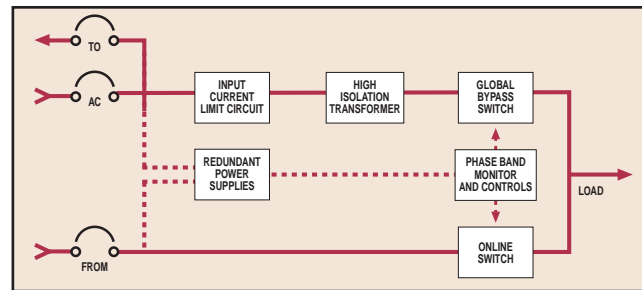 TO
AC
INPUT
CURRENT
LIMIT CIRCUIT
HIGH
ISOLATION
TRANSFORMER
GLOBAL
BYPASS
SWITCH
REDUNDANT
POWER
SUPPLIES
PHASE BAND
MONITOR
AND CONTROLS
LOAD
FROM
ONLINE
SWITCH